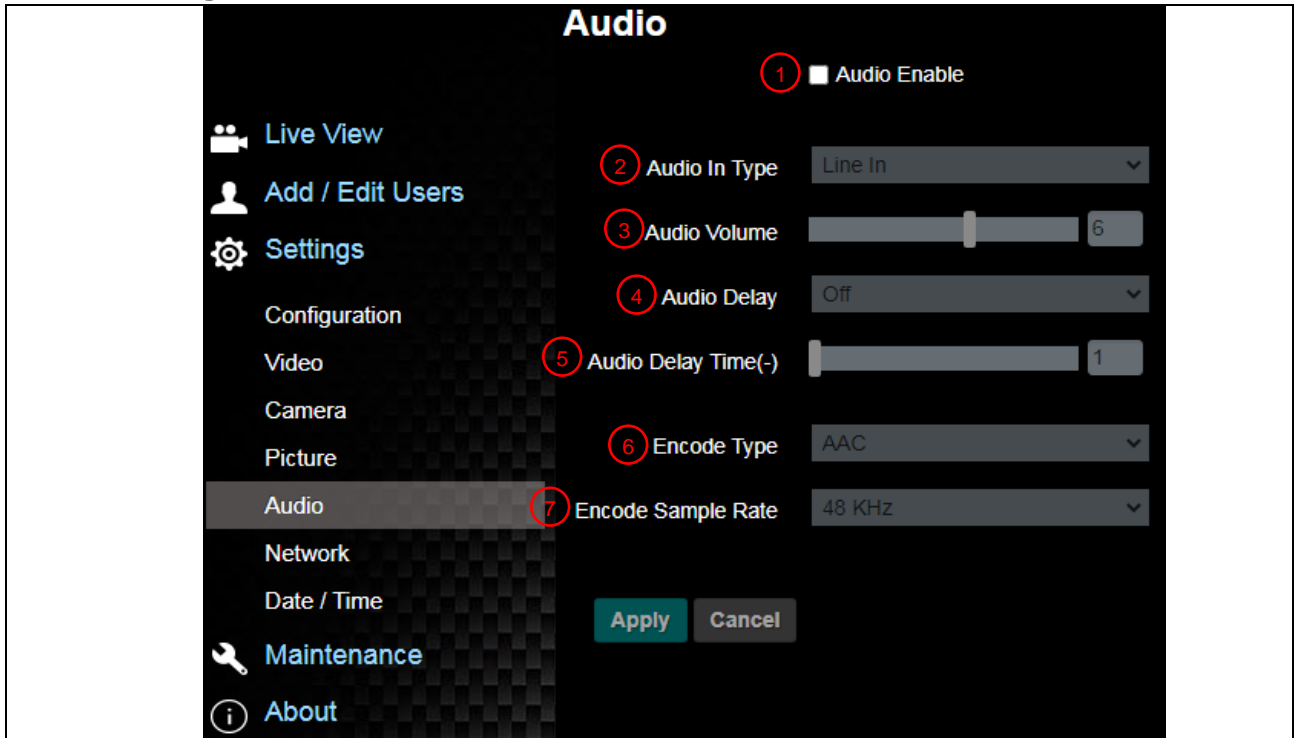 Audio
1 Audio Enable
Live View
Add / Edit Users
Settings
Configuration
Video
Camera
Picture
Audio
Network
Date / Time
Maintenance
About
2 Audio In Type Line In
3 Audio Volume 6
4 Audio Delay Off
5 Audio Delay Time(-) 1
6 Encode Type AAC
7 Encode Sample Rate 48 KHz
Apply Cancel